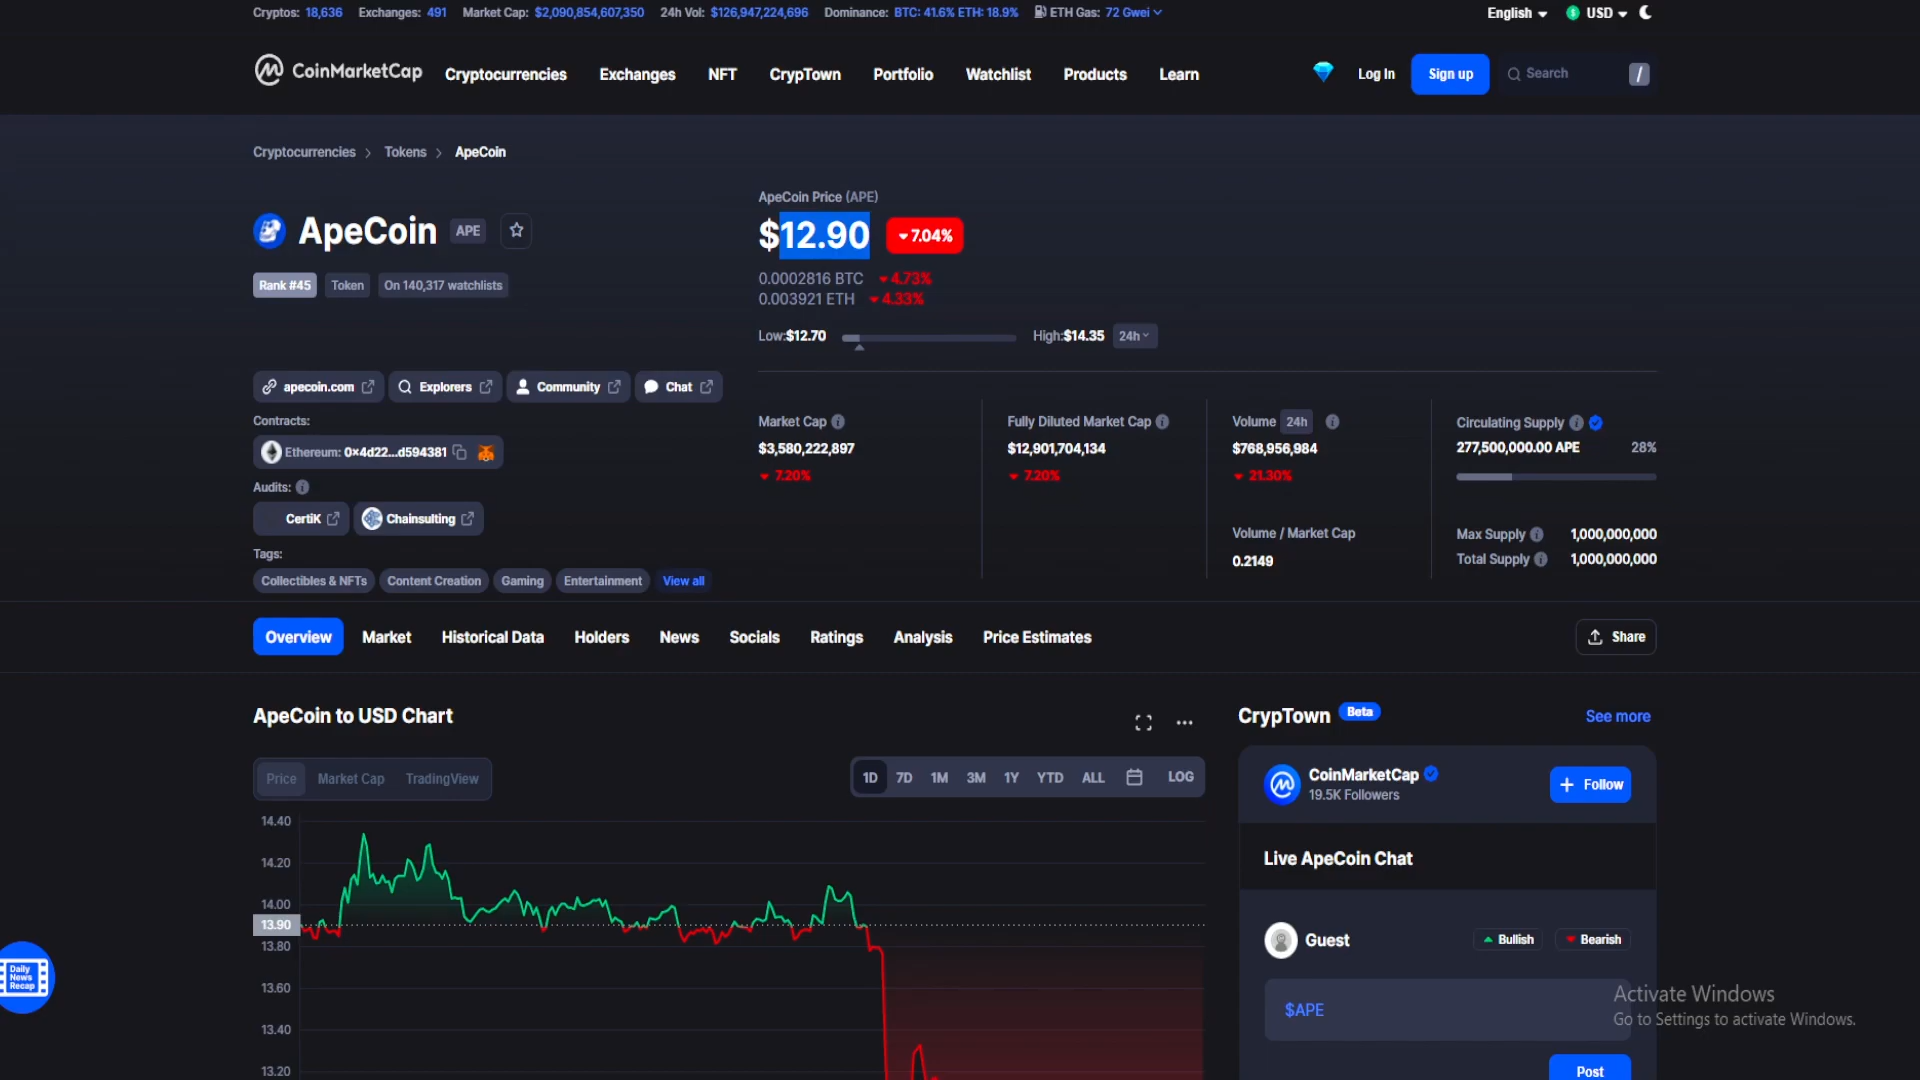 Cryptos: 18,636 Exchanges: 491 Market Cap: $2,090,854,607,350 24h Vol: $126,947,224,696 Dominance: BTC: 41.6% ETH: 18.9% ETH Gas: 72 Gwei English USD
CoinMarketCap Cryptocurrencies Exchanges NFT CrypTown Portfolio Watchlist Products Learn Log In Sign up Search /
Cryptocurrencies > Tokens > ApeCoin
ApeCoin Price (APE)
ApeCoin APE $12.90 7.04%
Rank #45 Token On 140,317 watchlists
0.0002816 BTC 4.73%
0.003921 ETH 4.33%
Low:$12.70 High:$14.35 24h
apecoin.com Explorers Community Chat
Contracts:
Ethereum: 0x4d22...d594381
Audits:
CertiK Chainsulting
Tags:
Collectibles & NFTs Content Creation Gaming Entertainment View all
Market Cap
$3,580,222,897
7.20%
Fully Diluted Market Cap
$12,901,704,134
7.20%
Volume 24h
$768,956,984
21.30%
Volume / Market Cap
0.2149
Circulating Supply
277,500,000.00 APE 28%
Max Supply 1,000,000,000
Total Supply 1,000,000,000
Overview Market Historical Data Holders News Socials Ratings Analysis Price Estimates Share
ApeCoin to USD Chart
Price Market Cap TradingView 1D 7D 1M 3M 1Y YTD ALL LOG
14.40
14.20
14.00
13.90
13.80
13.60
13.40
13.20
CrypTown Beta See more
CoinMarketCap
19.5K Followers
+ Follow
Live ApeCoin Chat
Guest Bullish Bearish
$APE
Post
Daily
News
Recap
Activate Windows
Go to Settings to activate Windows.